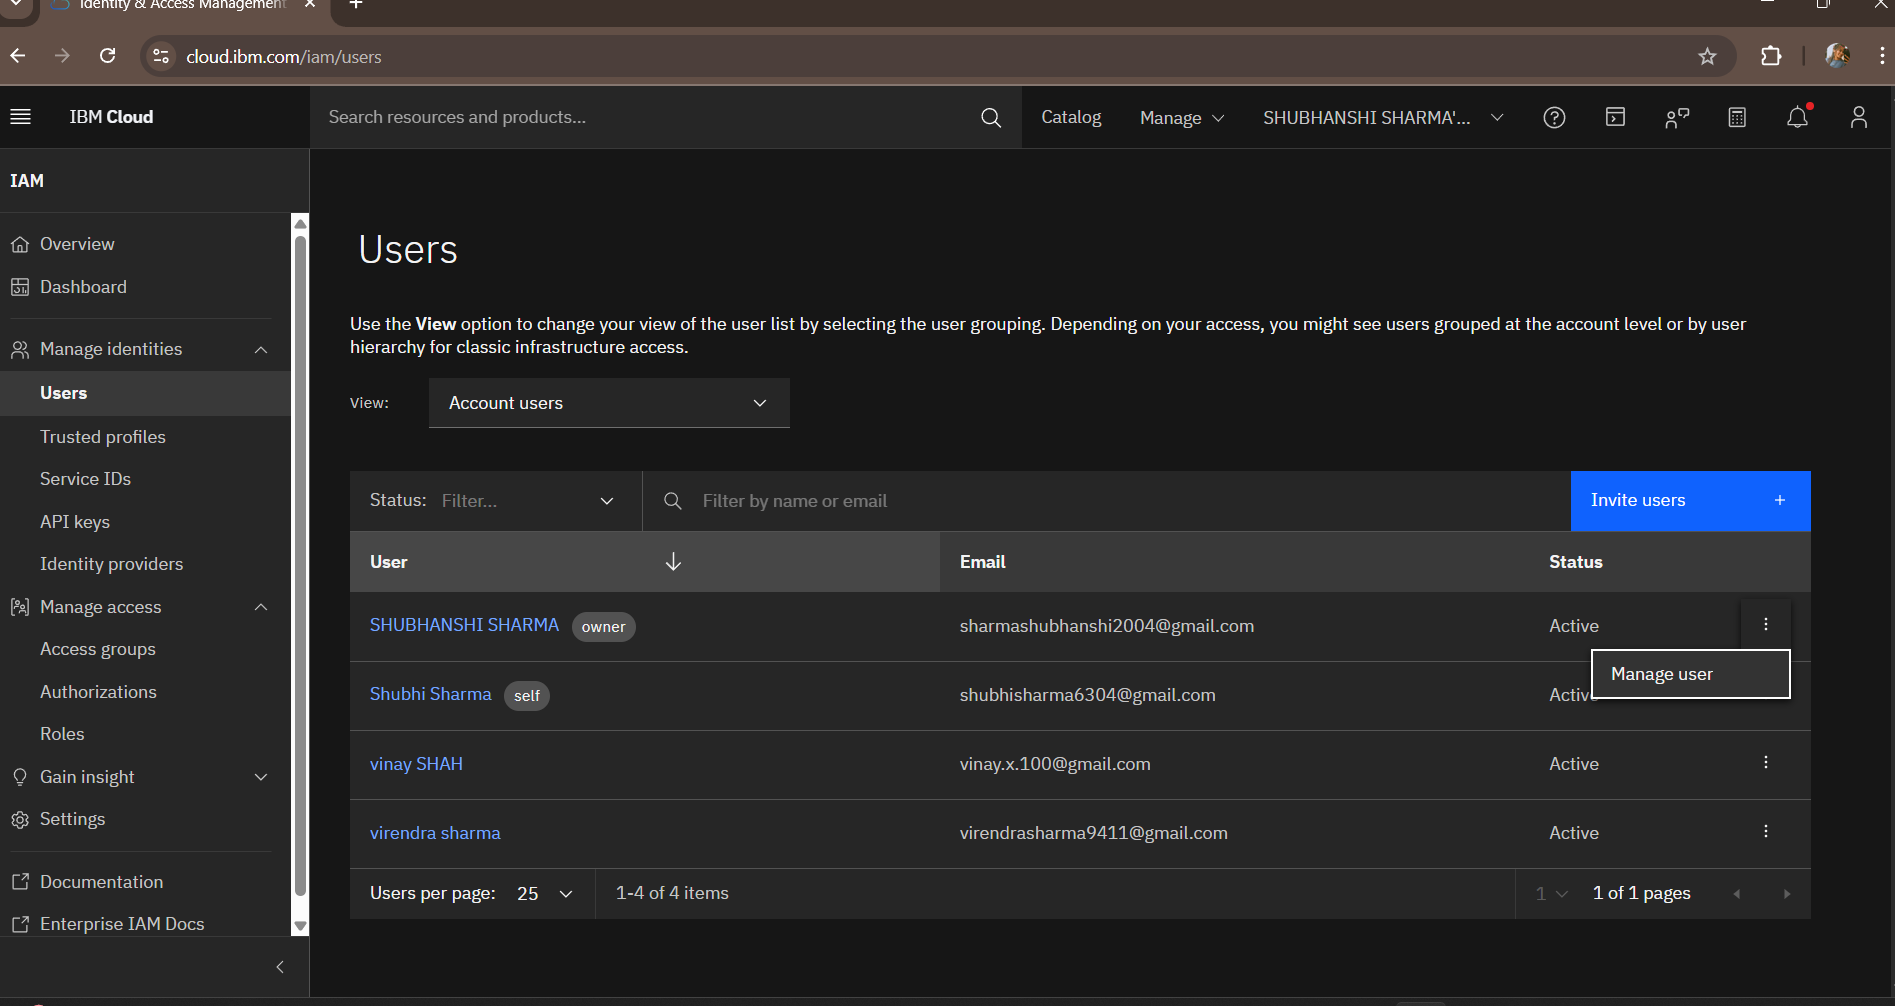 Identity & Access Management
cloud.ibm.com/iam/users
IBM Cloud
Search resources and products...
Catalog
Manage
SHUBHANSHI SHARMA'...
IAM
Overview
Dashboard
Manage identities
Users
Trusted profiles
Service IDs
API keys
Identity providers
Manage access
Access groups
Authorizations
Roles
Gain insight
Settings
Documentation
Enterprise IAM Docs
Users
Use the View option to change your view of the user list by selecting the user grouping. Depending on your access, you might see users grouped at the account level or by user
hierarchy for classic infrastructure access.
View: Account users
Status: Filter... Filter by name or email Invite users +
User Email Status
SHUBHANSHI SHARMA owner sharmashubhanshi2004@gmail.com Active
Manage user
Shubhi Sharma self shubhisharma6304@gmail.com Active
vinay SHAH vinay.x.100@gmail.com Active
virendra sharma virendrasharma9411@gmail.com Active
Users per page: 25 1-4 of 4 items 1 1 of 1 pages